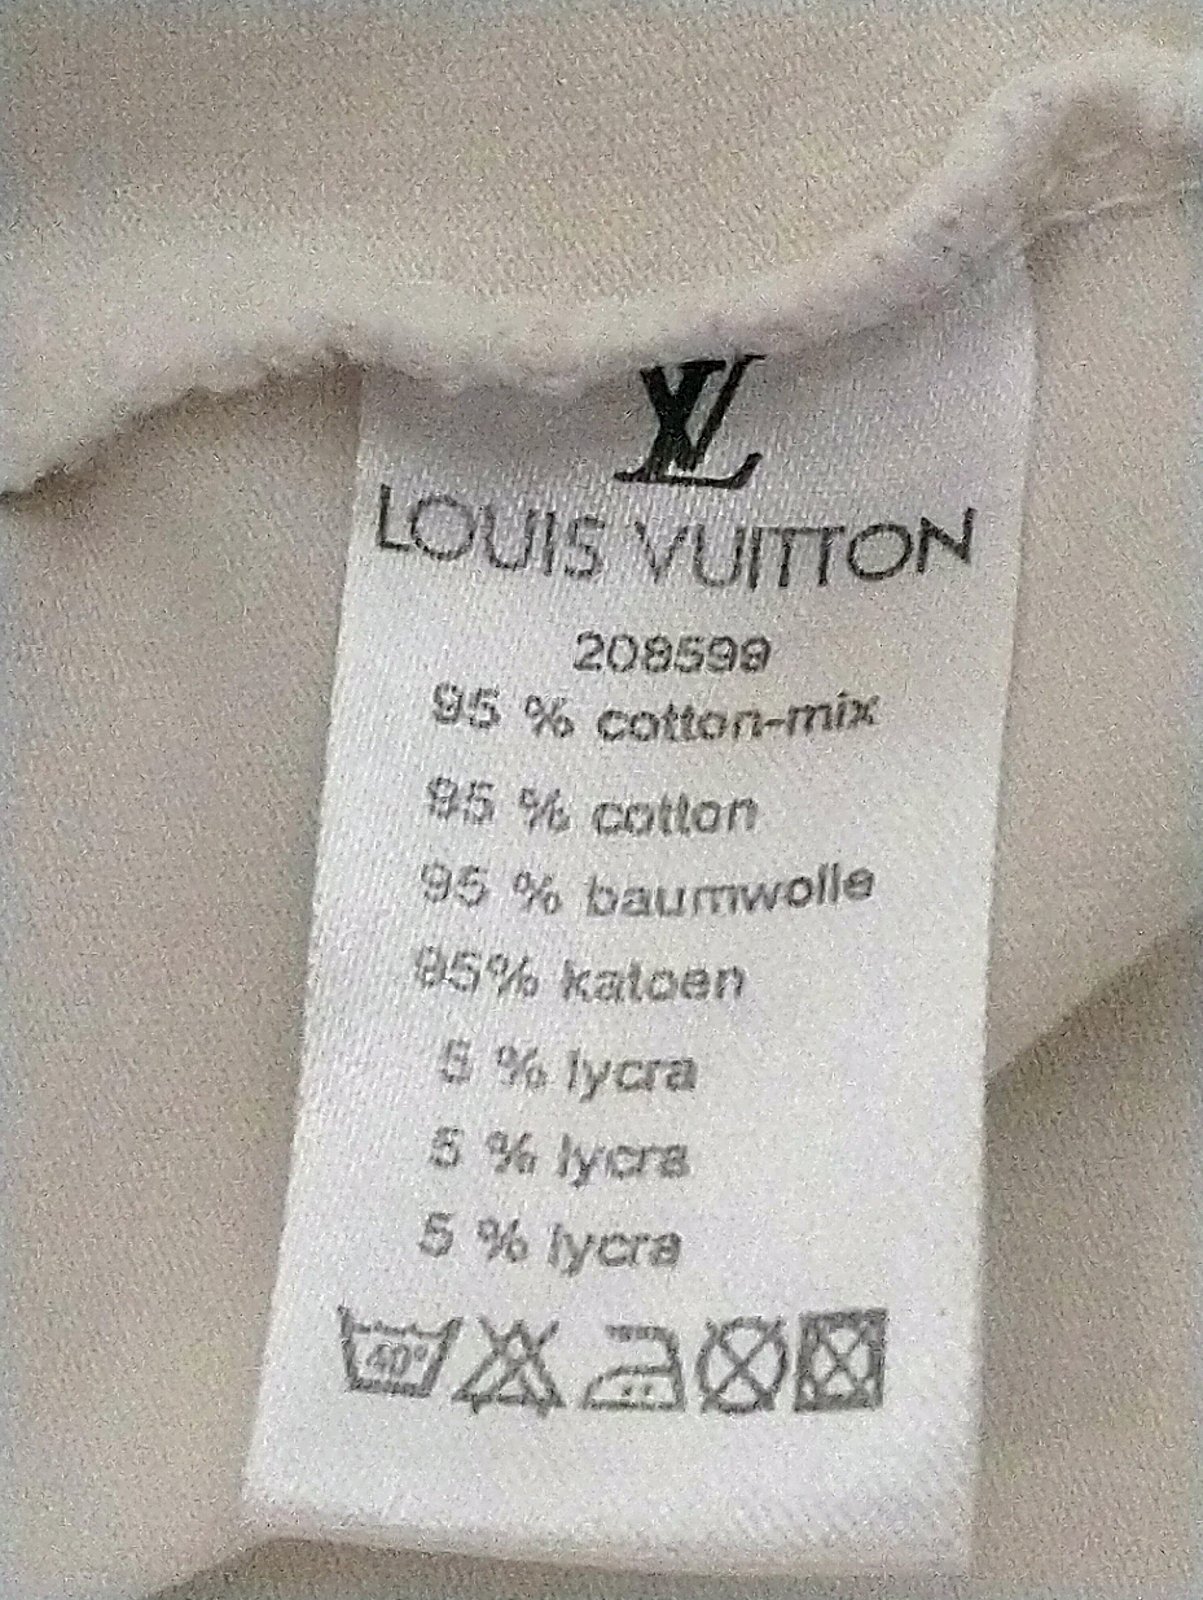 LV
LOUIS VUITTON
208599
95 % cotton-mix
95 % cotton
95 % baumwolle
95% katoen
5 % lycra
5 % lycra
5 % lycra
40°